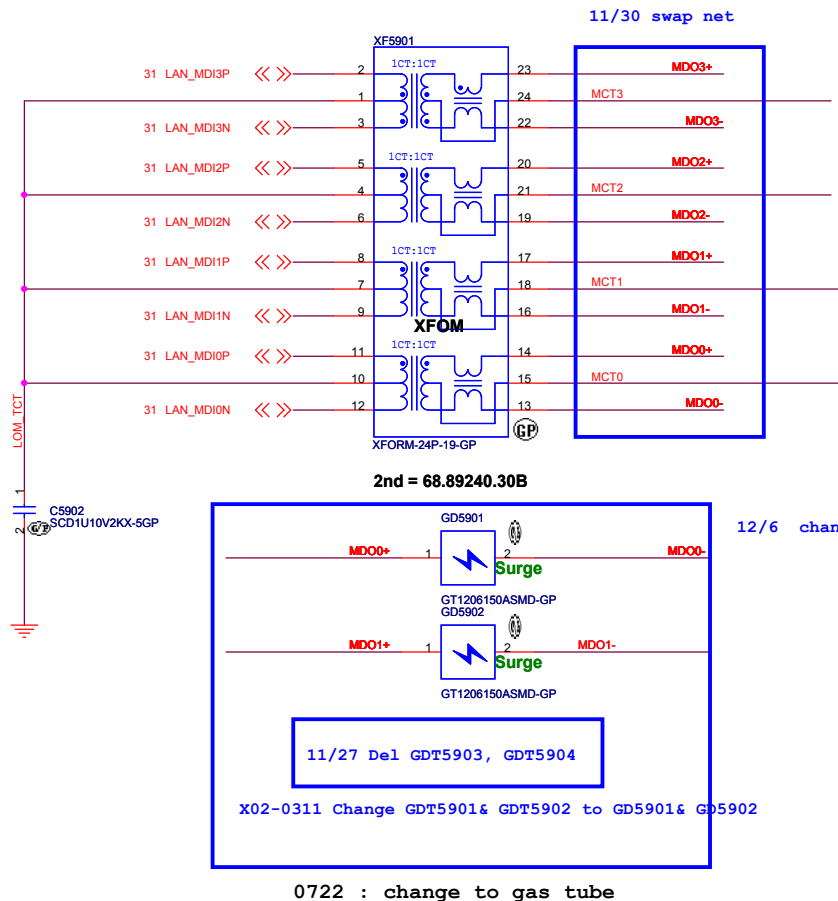 11/30 swap net
XF5901
31 LAN_MDI3P 2 1CT:1CT 23 MDO3+
1 24 MCT3
31 LAN_MDI3N 3 22 MDO3-
31 LAN_MDI2P 5 1CT:1CT 20 MDO2+
4 21 MCT2
31 LAN_MDI2N 6 19 MDO2-
31 LAN_MDI1P 8 1CT:1CT 17 MDO1+
7 18 MCT1
31 LAN_MDI1N 9 16 MDO1-
XFOM
31 LAN_MDI0P 11 1CT:1CT 14 MDO0+
10 15 MCT0
31 LAN_MDI0N 12 13 MDO0-
LOM_TCT
XFORM-24P-19-GP GP
2nd = 68.89240.30B
1
C5902
SCD1U10V2KX-5GP
2
12/6 chan
GD5901
MDO0+ 1 2 MDO0-
Surge
GT1206150ASMD-GP
GD5902
MDO1+ 1 2 MDO1-
Surge
GT1206150ASMD-GP
11/27 Del GDT5903, GDT5904
X02-0311 Change GDT5901& GDT5902 to GD5901& GD5902
0722 : change to gas tube